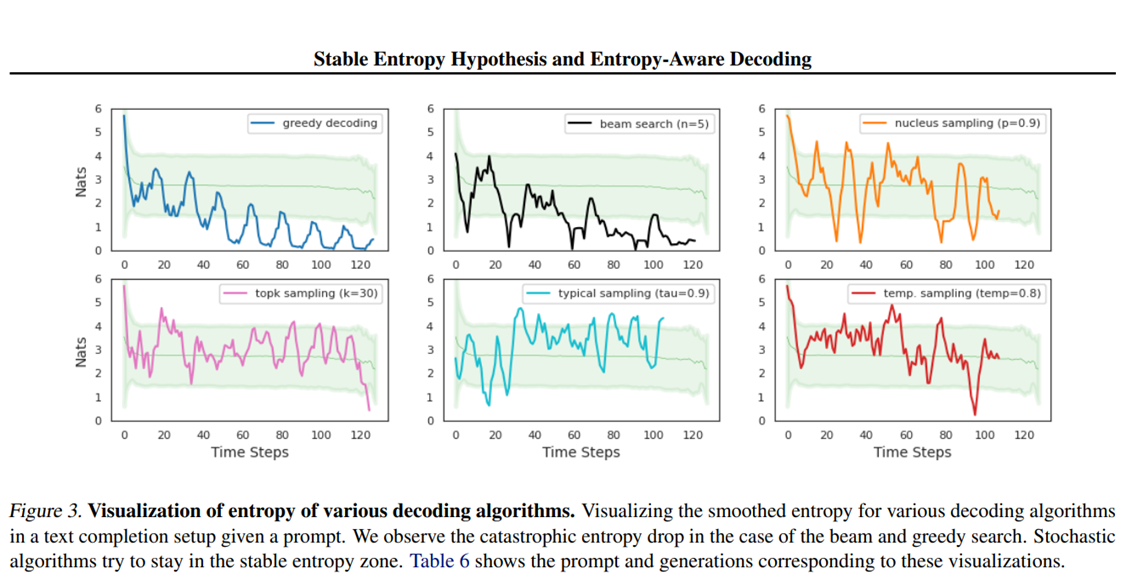 Stable Entropy Hypothesis and Entropy-Aware Decoding
6
5
4
3
2
1
0
Nats
greedy decoding
0 20 40 60 80 100 120
6
5
4
3
2
1
0
beam search (n=5)
0 20 40 60 80 100 120
6
5
4
3
2
1
0
nucleus sampling (p=0.9)
0 20 40 60 80 100 120
6
5
4
3
2
1
0
Nats
topk sampling (k=30)
0 20 40 60 80 100 120
Time Steps
6
5
4
3
2
1
0
typical sampling (tau=0.9)
0 20 40 60 80 100 120
Time Steps
6
5
4
3
2
1
0
temp. sampling (temp=0.8)
0 20 40 60 80 100 120
Time Steps
Figure 3. Visualization of entropy of various decoding algorithms. Visualizing the smoothed entropy for various decoding algorithms
in a text completion setup given a prompt. We observe the catastrophic entropy drop in the case of the beam and greedy search. Stochastic
algorithms try to stay in the stable entropy zone. Table 6 shows the prompt and generations corresponding to these visualizations.